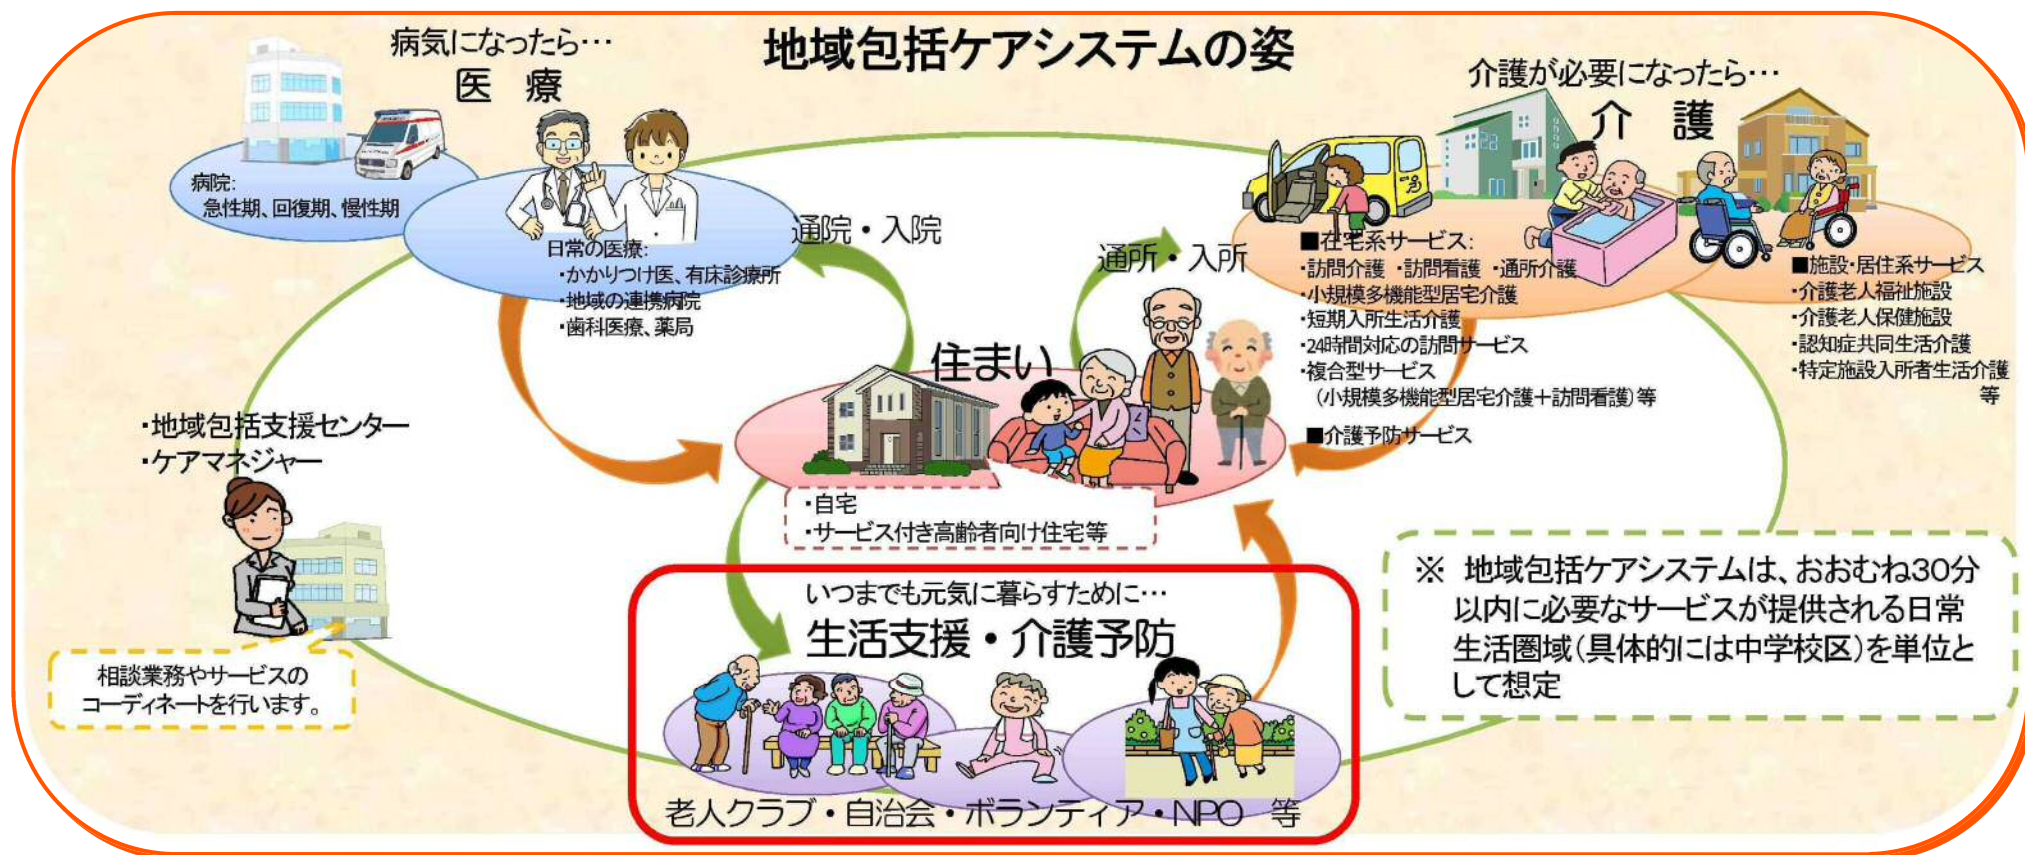 地域包括ケアシステムの姿
病気になったら…
医 療
病院:
急性期、回復期、慢性期
日常の医療:
・かかりつけ医、有床診療所
・地域の連携病院
・歯科医療、薬局
通院・入院
通所・入所
介護が必要になったら…
介 護
■在宅系サービス:
・訪問介護 ・訪問看護 ・通所介護
・小規模多機能型居宅介護
・短期入所生活介護
・24時間対応の訪問サービス
・複合型サービス
(小規模多機能型居宅介護+訪問看護)等
■介護予防サービス
■施設・居住系サービス
・介護老人福祉施設
・介護老人保健施設
・認知症共同生活介護
・特定施設入所者生活介護
等
住まい
・自宅
・サービス付き高齢者向け住宅等
・地域包括支援センター
・ケアマネジャー
相談業務やサービスの
コーディネートを行います。
いつまでも元気に暮らすために…
生活支援・介護予防
老人クラブ・自治会・ボランティア・NPO 等
※ 地域包括ケアシステムは、おおむね30分
以内に必要なサービスが提供される日常
生活圏域(具体的には中学校区)を単位と
して想定